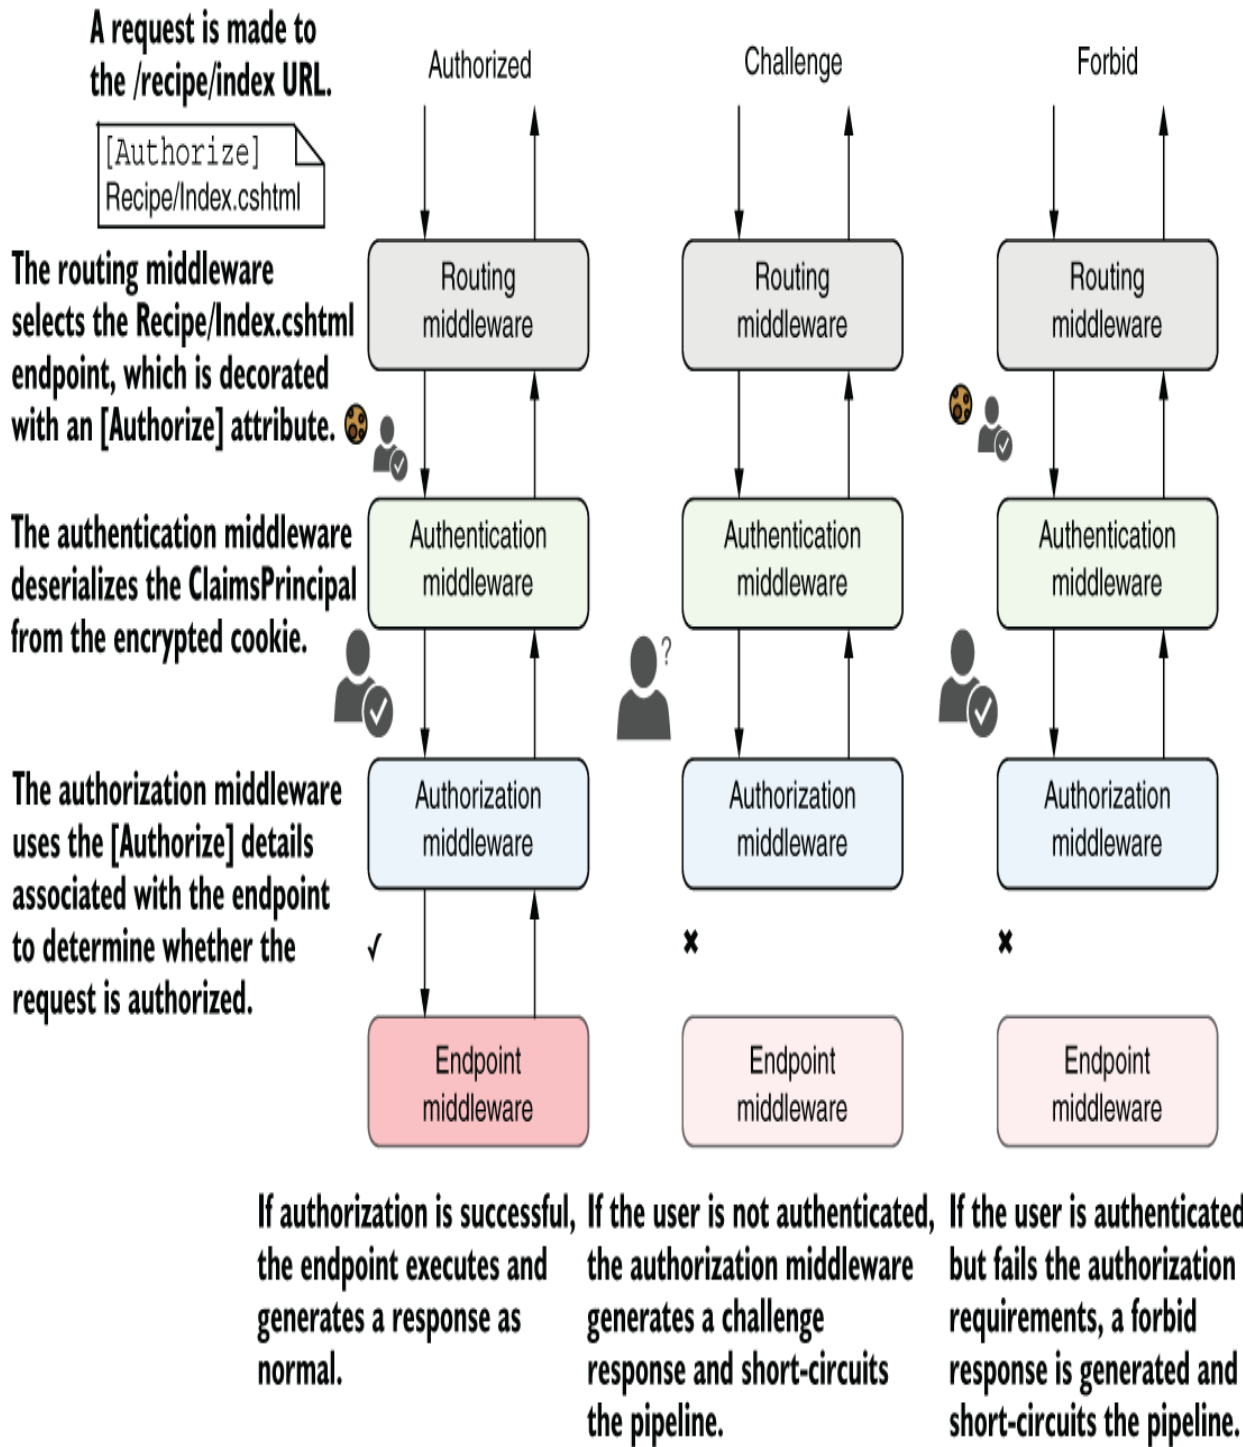 A request is made to
the /recipe/index URL.
[Authorize]
Recipe/Index.cshtml
Authorized
Challenge
Forbid
The routing middleware
selects the Recipe/Index.cshtml
endpoint, which is decorated
with an [Authorize] attribute.
Routing
middleware
Routing
middleware
Routing
middleware
The authentication middleware
deserializes the ClaimsPrincipal
from the encrypted cookie.
Authentication
middleware
Authentication
middleware
Authentication
middleware
?
The authorization middleware
uses the [Authorize] details
associated with the endpoint
to determine whether the
request is authorized.
Authorization
middleware
Authorization
middleware
Authorization
middleware
Endpoint
middleware
Endpoint
middleware
Endpoint
middleware
If authorization is successful,
the endpoint executes and
generates a response as
normal.
If the user is not authenticated,
the authorization middleware
generates a challenge
response and short-circuits
the pipeline.
If the user is authenticated
but fails the authorization
requirements, a forbid
response is generated and
short-circuits the pipeline.